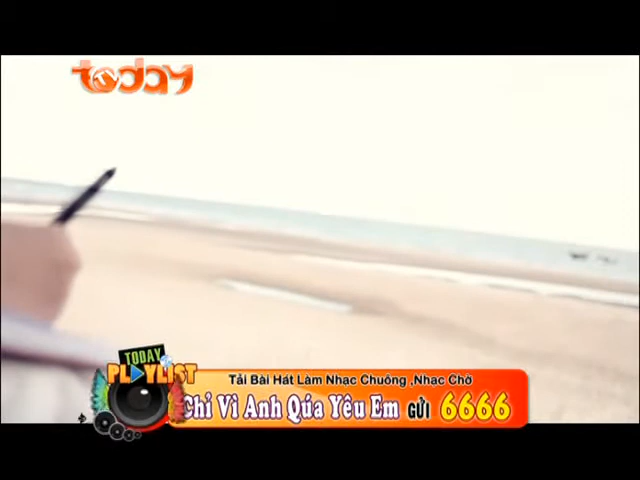 today
TV
TODAY
PLAYLIST
Tải Bài Hát Làm Nhạc Chuông ,Nhạc Chờ
Chỉ Vì Anh Qúa Yêu Em GỬI 6666